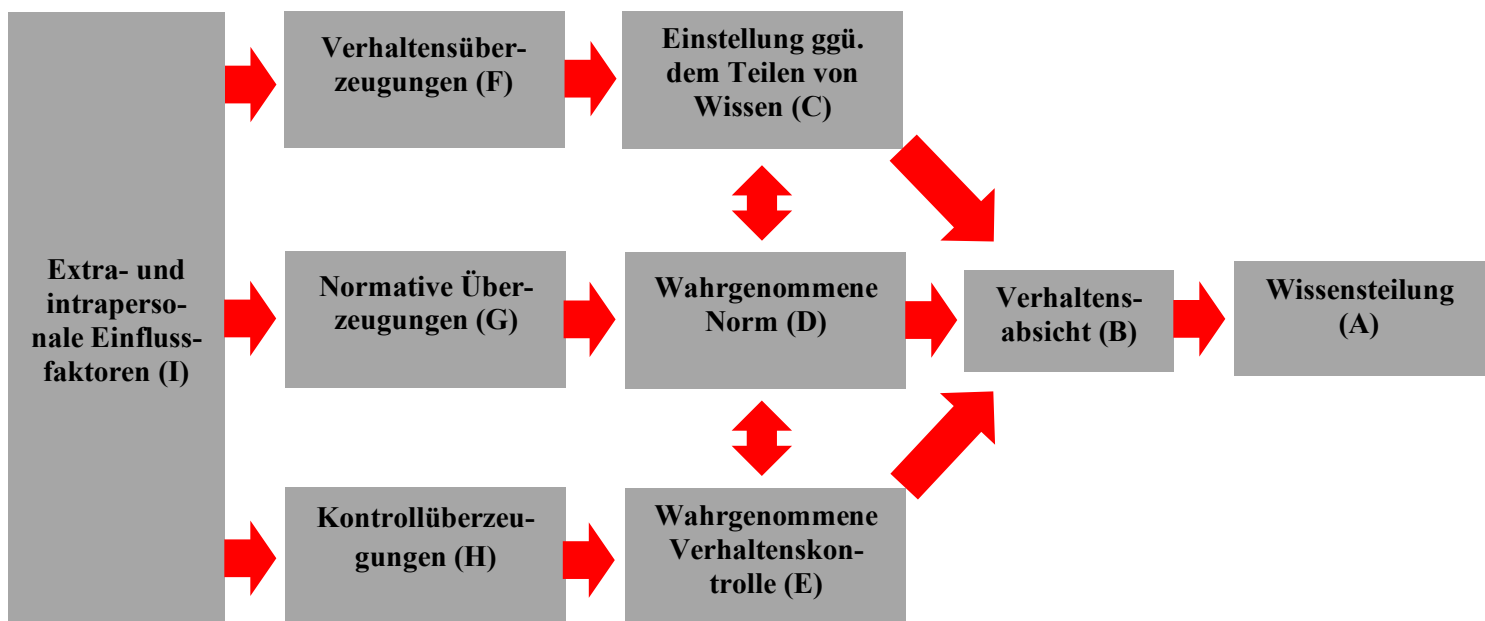 Extra- und
intraperso-
nale Einfluss-
faktoren (I)
Verhaltensüber-
zeugungen (F)
Einstellung ggü.
dem Teilen von
Wissen (C)
Normative Über-
zeugungen (G)
Wahrgenommene
Norm (D)
Verhaltens-
absicht (B)
Wissensteilung
(A)
Kontrollüberzeu-
gungen (H)
Wahrgenommene
Verhaltenskon-
trolle (E)